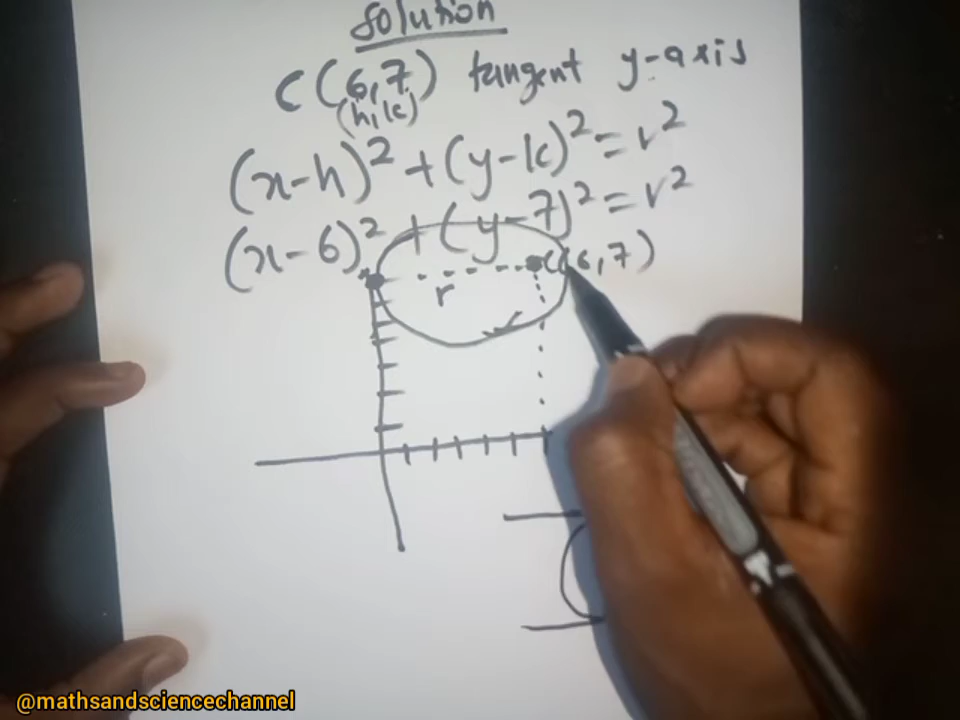 Solution
C(6,7) tangent y-axis
(h,k)
(x-h)²+(y-k)²=r²
(x-6)²+(y-7)²=r²
C(6,7)
r
@mathsandsciencechannel